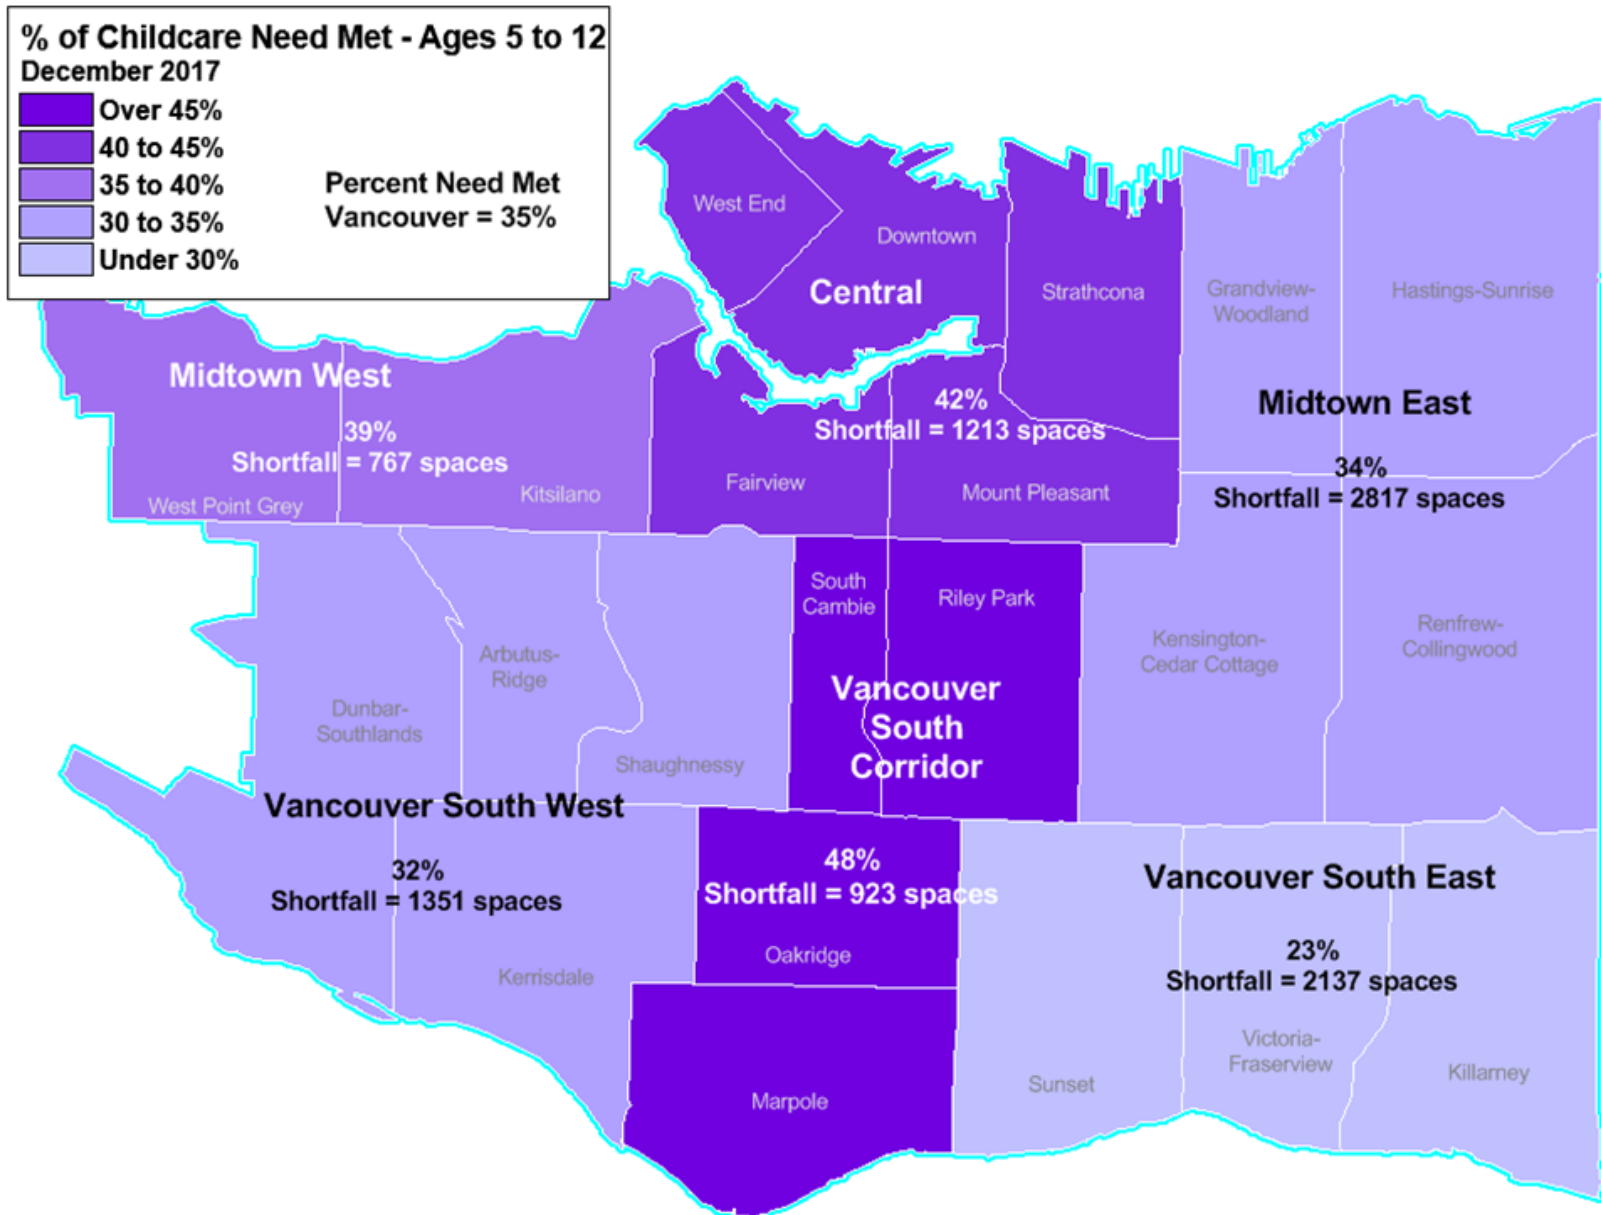 % of Childcare Need Met - Ages 5 to 12
December 2017
Over 45%
40 to 45%
35 to 40%
30 to 35%
Under 30%
Percent Need Met
Vancouver = 35%
West End
Downtown
Central
Strathcona
Grandview-
Woodland
Hastings-Sunrise
Midtown West
39%
Shortfall = 767 spaces
West Point Grey
Kitsilano
42%
Shortfall = 1213 spaces
Fairview
Mount Pleasant
Midtown East
34%
Shortfall = 2817 spaces
South
Cambie
Riley Park
Kensington-
Cedar Cottage
Renfrew-
Collingwood
Arbutus-
Ridge
Dunbar-
Southlands
Shaughnessy
Vancouver
South
Corridor
Vancouver South West
32%
Shortfall = 1351 spaces
Kerrisdale
48%
Shortfall = 923 spaces
Oakridge
Marpole
Vancouver South East
23%
Shortfall = 2137 spaces
Sunset
Victoria-
Fraserview
Killarney